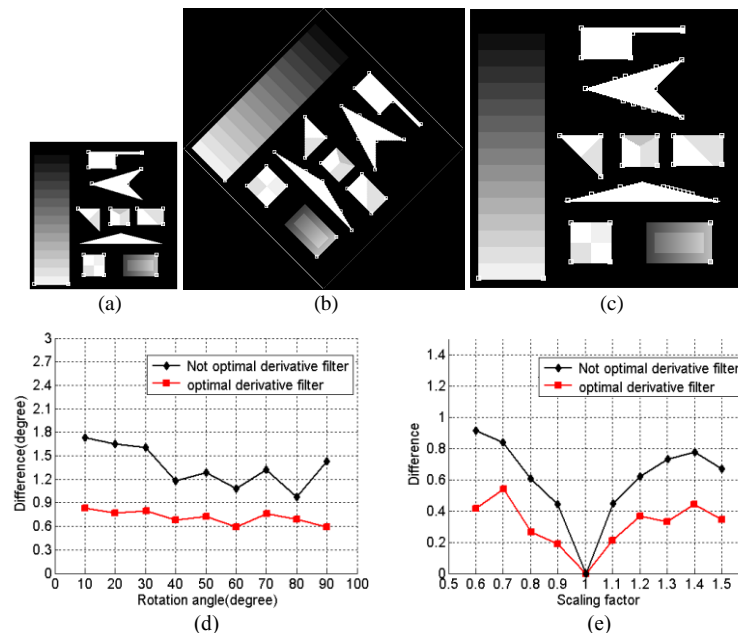 (a)
(b)
(c)
3
2.7
2.4
2.1
1.8
1.5
1.2
0.9
0.6
0.3
0
Difference(degree)
Not optimal derivative filter
optimal derivative filter
0 10 20 30 40 50 60 70 80 90 100
Rotation angle(degree)
(d)
1.4
1.2
1
0.8
0.6
0.4
0.2
0
Difference
Not optimal derivative filter
optimal derivative filter
0.5 0.6 0.7 0.8 0.9 1 1.1 1.2 1.3 1.4 1.5
Scaling factor
(e)